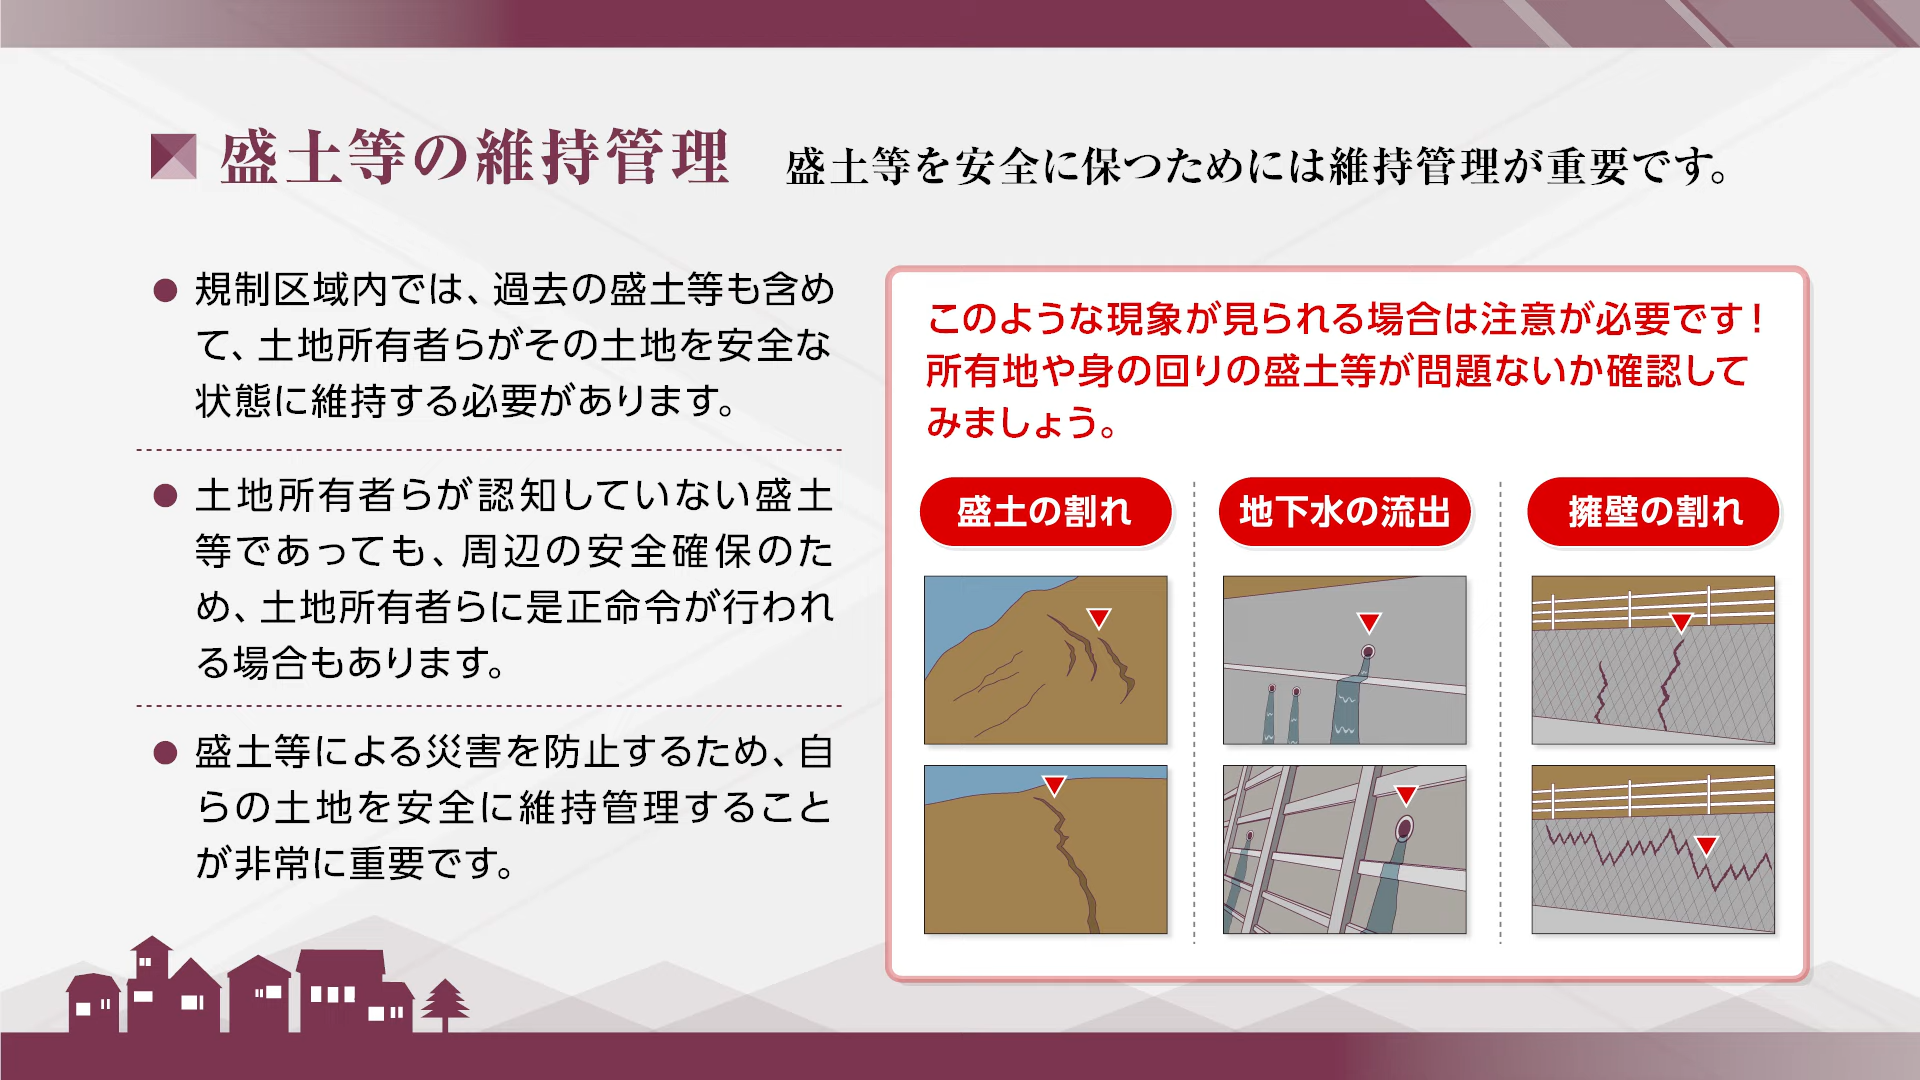 盛土等の維持管理
盛土等を安全に保つためには維持管理が重要です。
●規制区域内では、過去の盛土等も含め
て、土地所有者らがその土地を安全な
状態に維持する必要があります。
●土地所有者らが認知していない盛土
等であっても、周辺の安全確保のた
め、土地所有者らに是正命令が行われ
る場合もあります。
●盛土等による災害を防止するため、自
らの土地を安全に維持管理すること
が非常に重要です。
このような現象が見られる場合は注意が必要です！
所有地や身の回りの盛土等が問題ないか確認して
みましょう。
盛土の割れ
地下水の流出
擁壁の割れ